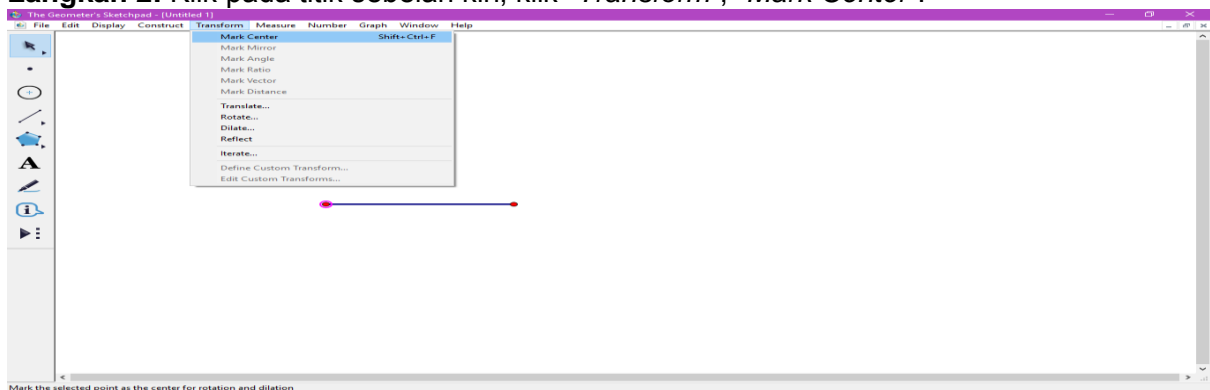 Langkah 2: Klik pada titik sebelah kiri, klik "Transform", "Mark Center".
The Geometer's Sketchpad - [Untitled 1]
File Edit Display Construct Transform Measure Number Graph Window Help
Mark Center Shift+Ctrl+F
Mark Mirror
Mark Angle
Mark Ratio
Mark Vector
Mark Distance
Translate...
Rotate...
Dilate...
Reflect
Iterate...
Define Custom Transform...
Edit Custom Transforms...
A
Mark the selected point as the center for rotation and dilation